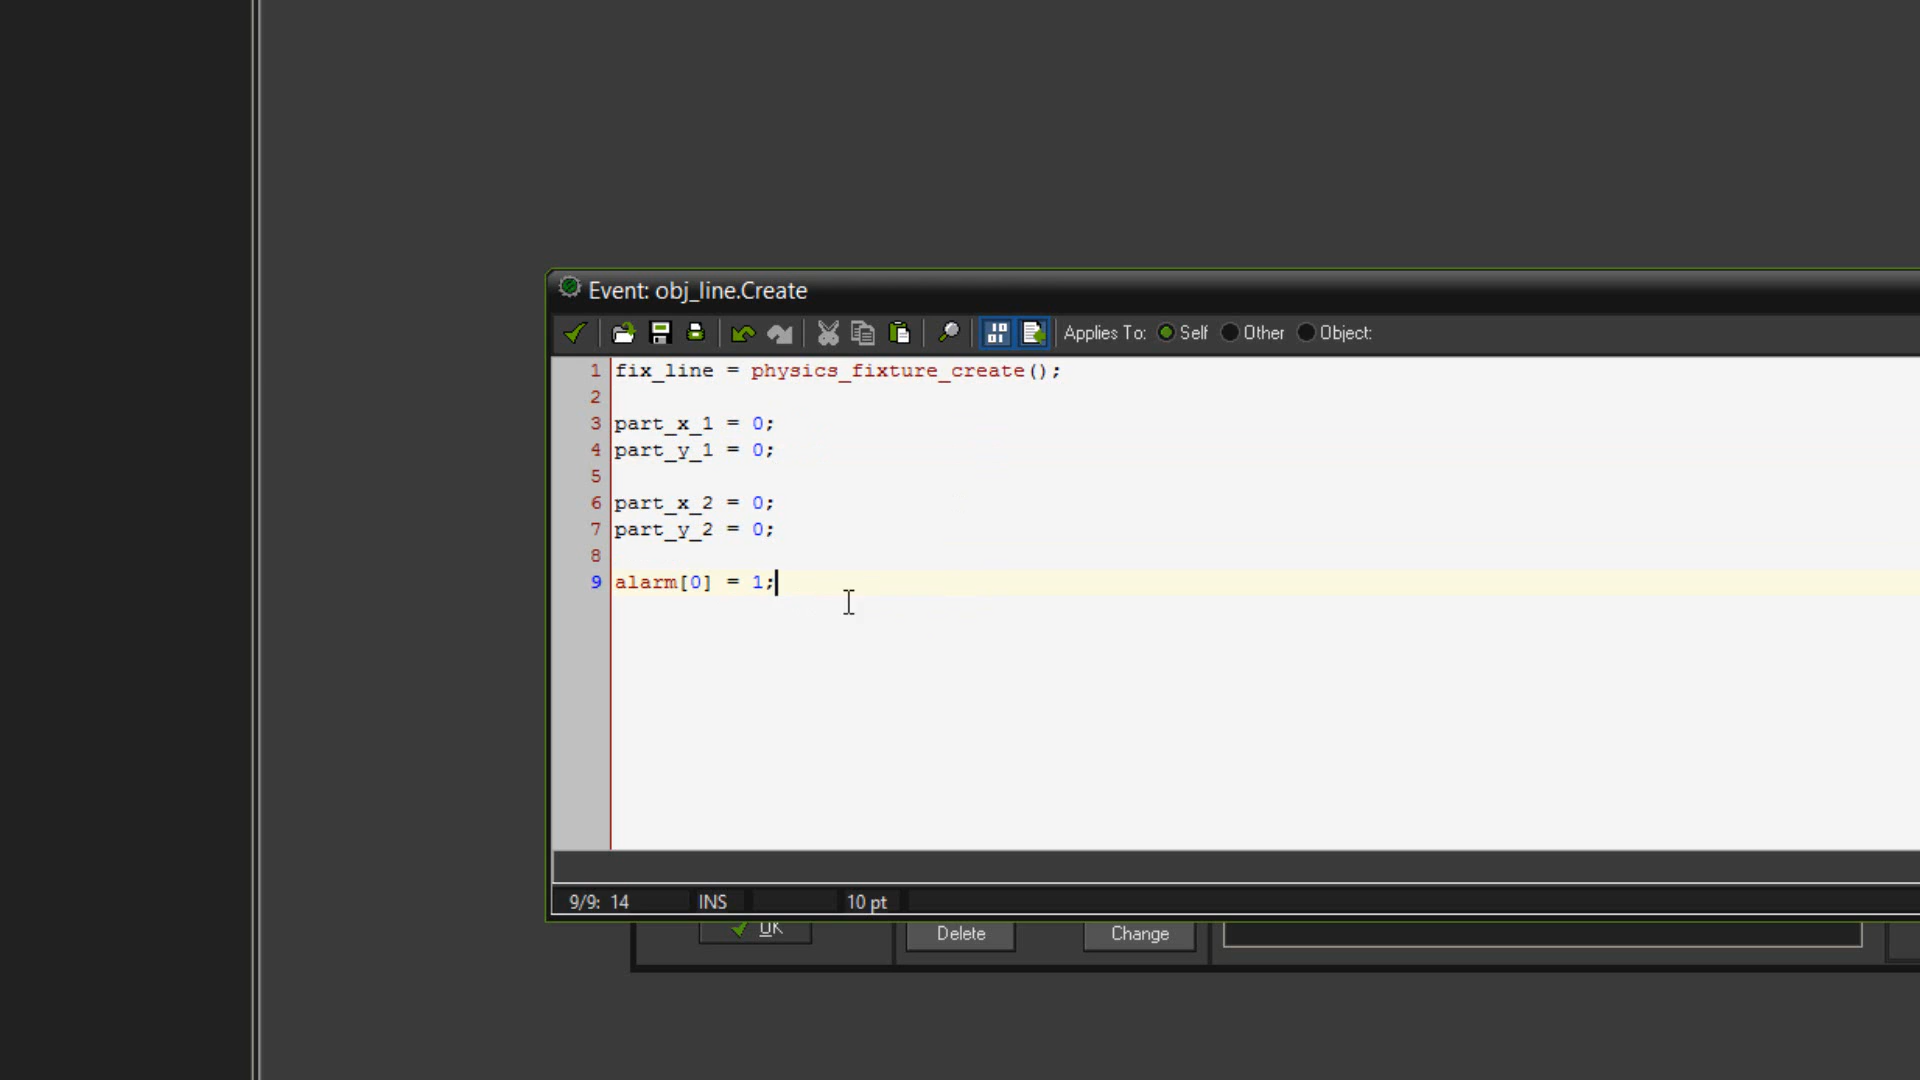 Event: obj_line.Create
Applies To: Self Other Object:
1 fix_line = physics_fixture_create();
2
3 part_x_1 = 0;
4 part_y_1 = 0;
5
6 part_x_2 = 0;
7 part_y_2 = 0;
8
9 alarm[0] = 1;
9/9: 14 INS 10 pt
OK Delete Change